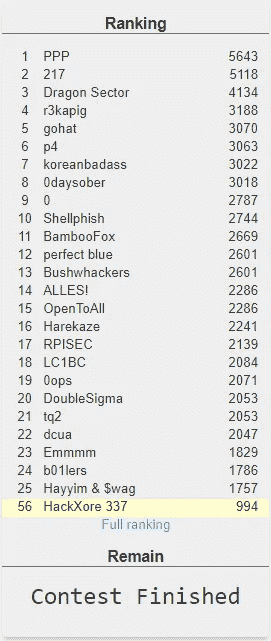 Ranking
1 PPP 5643
2 217 5118
3 Dragon Sector 4134
4 r3kapig 3188
5 gohat 3070
6 p4 3063
7 koreanbadass 3022
8 0daysober 3018
9 0 2787
10 Shellphish 2744
11 BambooFox 2669
12 perfect blue 2601
13 Bushwhackers 2601
14 ALLES! 2286
15 OpenToAll 2286
16 Harekaze 2241
17 RPISEC 2139
18 LC1BC 2084
19 0ops 2071
20 DoubleSigma 2053
21 tq2 2053
22 dcua 2047
23 Emmmm 1829
24 b01lers 1786
25 Hayyim & $wag 1757
56 HackXore 337 994
Full ranking
Remain
Contest Finished